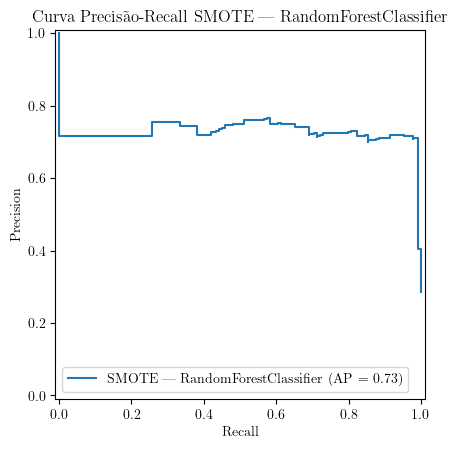 Curva Precisão-Recall SMOTE — RandomForestClassifier
1.0
0.8
0.6
0.4
0.2
0.0
Precision
SMOTE — RandomForestClassifier (AP = 0.73)
0.0 0.2 0.4 0.6 0.8 1.0
Recall